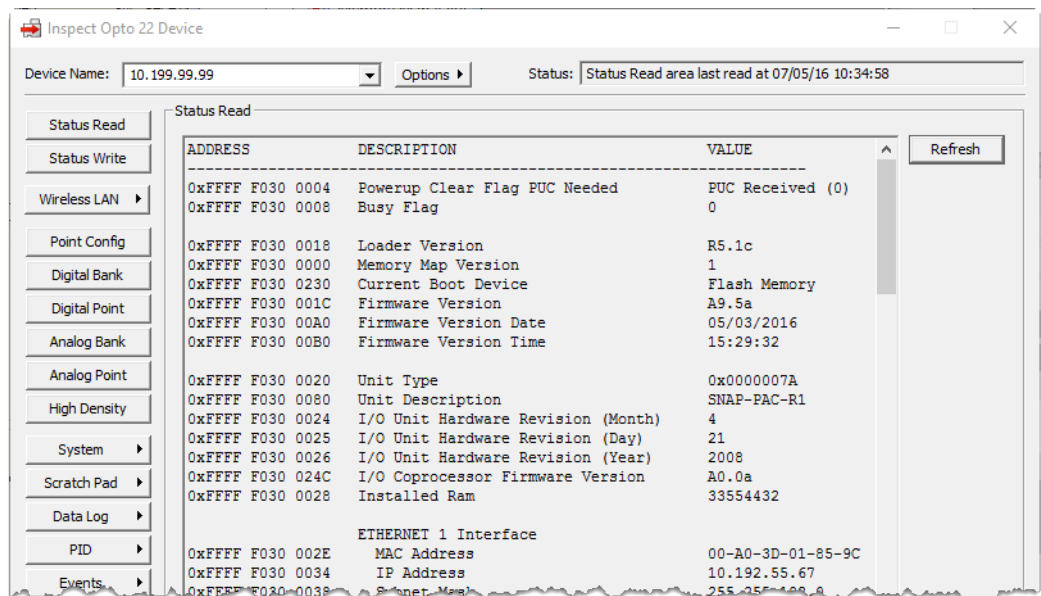 Inspect Opto 22 Device
Device Name: 10.199.99.99 Options Status: Status Read area last read at 07/05/16 10:34:58
Status Read
Status Write
Wireless LAN
Point Config
Digital Bank
Digital Point
Analog Bank
Analog Point
High Density
System
Scratch Pad
Data Log
PID
Events
Status Read
Refresh
ADDRESS DESCRIPTION VALUE
0xFFFF F030 0004 Powerup Clear Flag PUC Needed PUC Received (0)
0xFFFF F030 0008 Busy Flag 0
0xFFFF F030 0018 Loader Version R5.1c
0xFFFF F030 0000 Memory Map Version 1
0xFFFF F030 0230 Current Boot Device Flash Memory
0xFFFF F030 001C Firmware Version A9.5a
0xFFFF F030 00A0 Firmware Version Date 05/03/2016
0xFFFF F030 00B0 Firmware Version Time 15:29:32
0xFFFF F030 0020 Unit Type 0x0000007A
0xFFFF F030 0080 Unit Description SNAP-PAC-R1
0xFFFF F030 0024 I/O Unit Hardware Revision (Month) 4
0xFFFF F030 0025 I/O Unit Hardware Revision (Day) 21
0xFFFF F030 0026 I/O Unit Hardware Revision (Year) 2008
0xFFFF F030 024C I/O Coprocessor Firmware Version A0.0a
0xFFFF F030 0028 Installed Ram 33554432
ETHERNET 1 Interface
0xFFFF F030 002E MAC Address 00-A0-3D-01-85-9C
0xFFFF F030 0034 IP Address 10.192.55.67
0xFFFF F030 0038 Subnet Mask